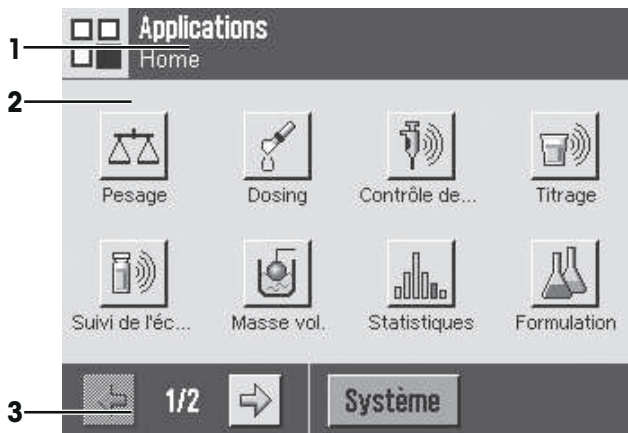 Applications
1
Home
2
Pesage
Dosing
Contrôle de...
Titrage
Suivi de l'éc...
Masse vol.
Statistiques
Formulation
3
1/2
Système